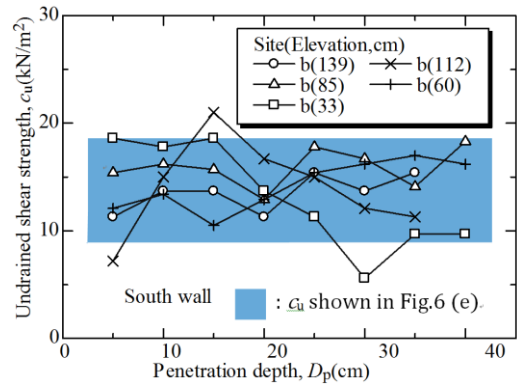 Undrained shear strength, cu(kN/m²)
30
20
10
0
Site(Elevation,cm)
b(139) b(112)
b(85) b(60)
b(33)
South wall : cu shown in Fig.6 (e)
0 10 20 30 40
Penetration depth, Dp(cm)